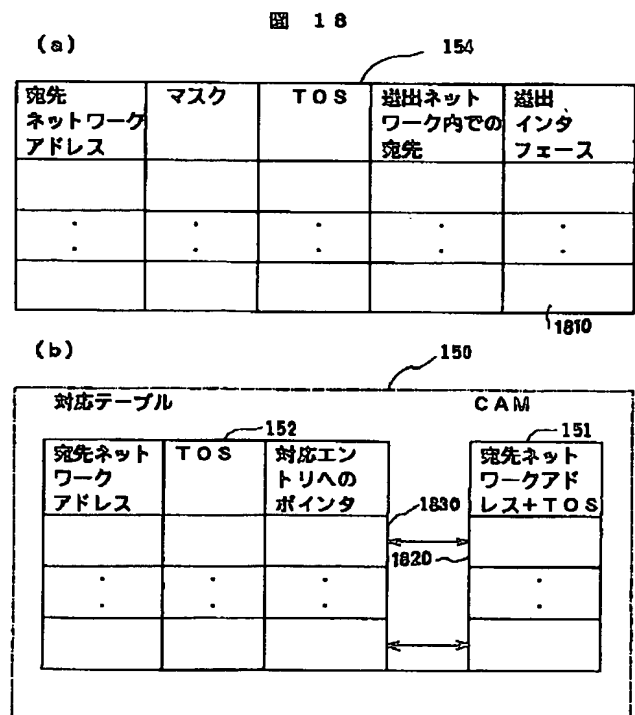 図 18
(a)
154
宛先
ネットワーク
アドレス
マスク
TOS
送出ネット
ワーク内での
宛先
送出
インタ
フェース
: : : : :
1810
(b)
150
対応テーブル
CAM
152
151
宛先ネット
ワーク
アドレス
TOS
対応エン
トリへの
ポインタ
宛先ネット
ワークアド
レス+TOS
1830
1820
: : : :